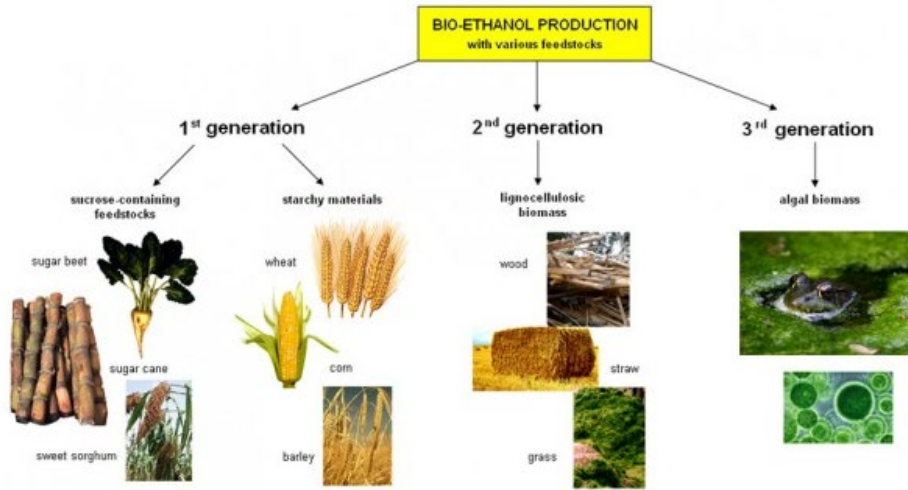 BIO-ETHANOL PRODUCTION
with various feedstocks
1st generation
2nd generation
3rd generation
sucrose-containing
feedstocks
starchy materials
lignocellulosic
biomass
algal biomass
sugar beet
wheat
wood
sugar cane
corn
straw
sweet sorghum
barley
grass